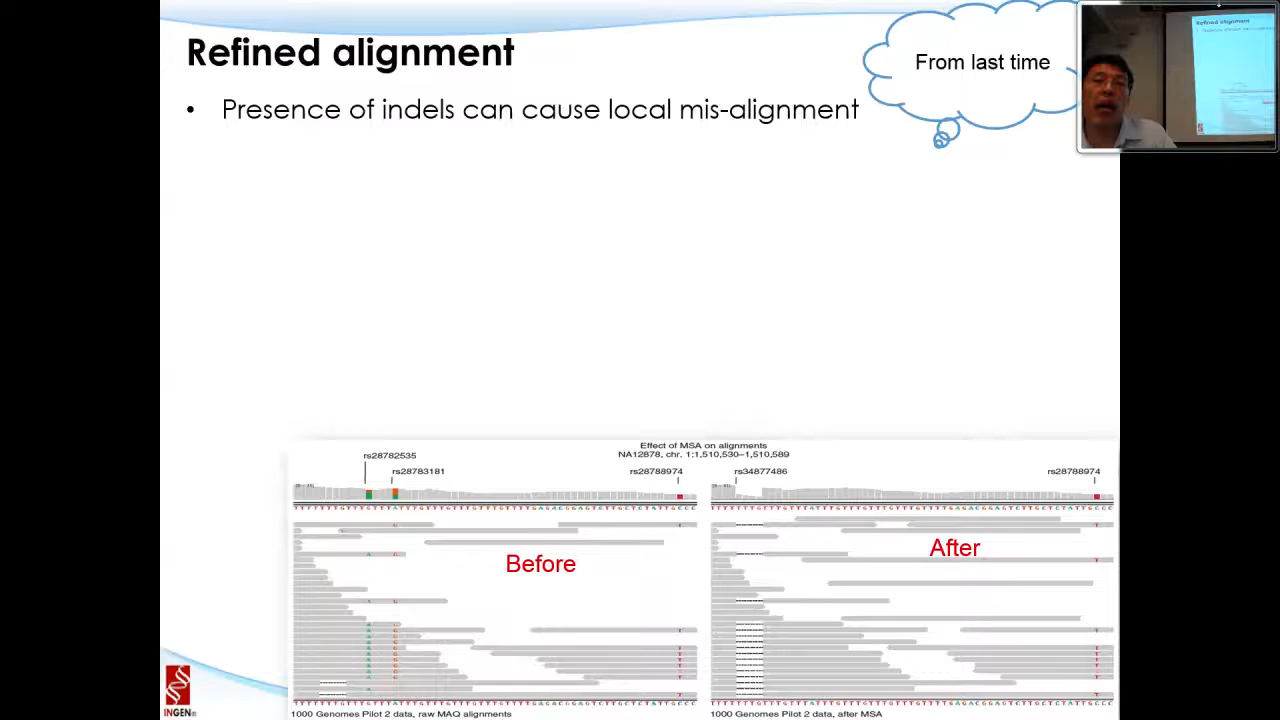 Refined alignment
From last time
• Presence of indels can cause local mis-alignment
Effect of MSA on alignments
NA12878, chr. 1:1,510,530–1,510,589
rs28782535
rs28783181
rs28788974
rs34877486
rs28788974
Before
After
1000 Genomes Pilot 2 data, raw MAQ alignments
1000 Genomes Pilot 2 data, after MSA
INGEN